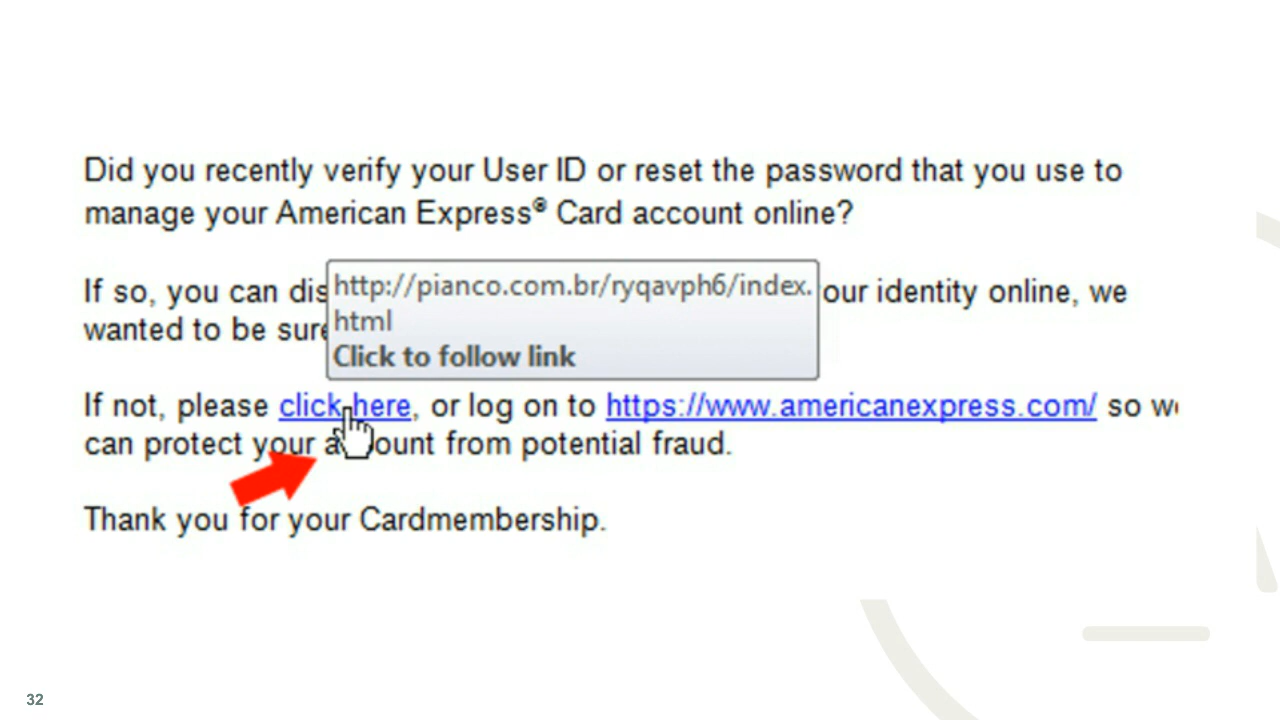 Did you recently verify your User ID or reset the password that you use to
manage your American Express® Card account online?
http://pianco.com.br/ryqavph6/index.
html
Click to follow link
If so, you can our identity online, we
wanted to be
If not, please click here, or log on to https://www.americanexpress.com/ so
can protect your from potential fraud.
Thank you for your Cardmembership.
32